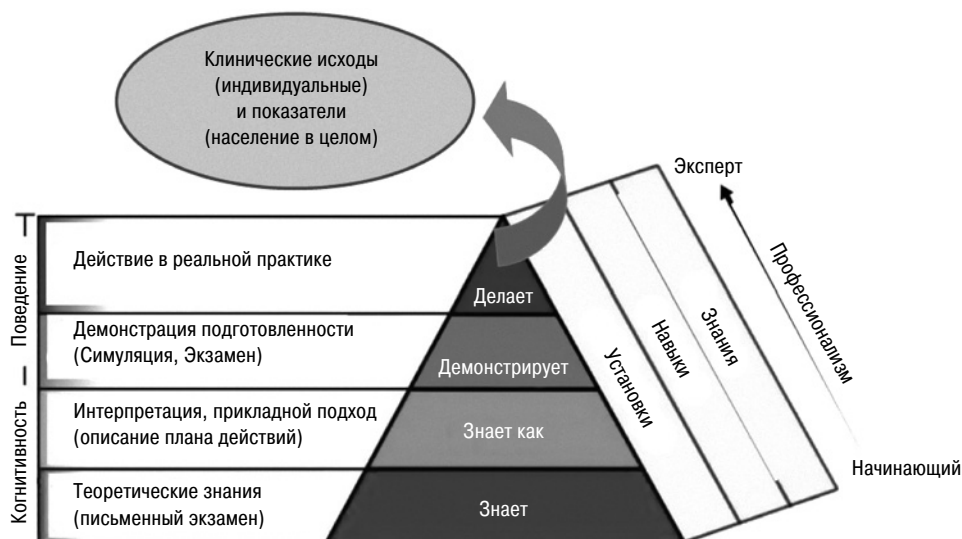 Клинические исходы
(индивидуальные)
и показатели
(население в целом)
Эксперт
Профессионализм
Начинающий
Знания
Навыки
Установки
Поведение
Действие в реальной практике
Делает
Демонстрация подготовленности
(Симуляция, Экзамен)
Демонстрирует
Когнитивность
Интерпретация, прикладной подход
(описание плана действий)
Знает как
Теоретические знания
(письменный экзамен)
Знает